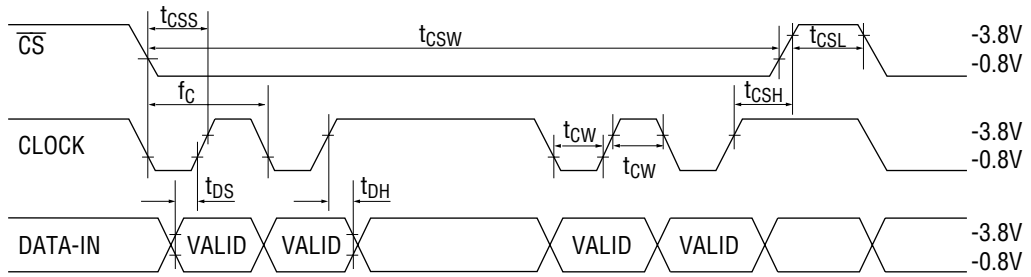 tCSS
CS
tCSW
tCSL
-3.8V
-0.8V
fC
tCSH
CLOCK
tCW
tCW
-3.8V
-0.8V
tDS
tDH
DATA-IN
VALID
VALID
VALID
VALID
-3.8V
-0.8V